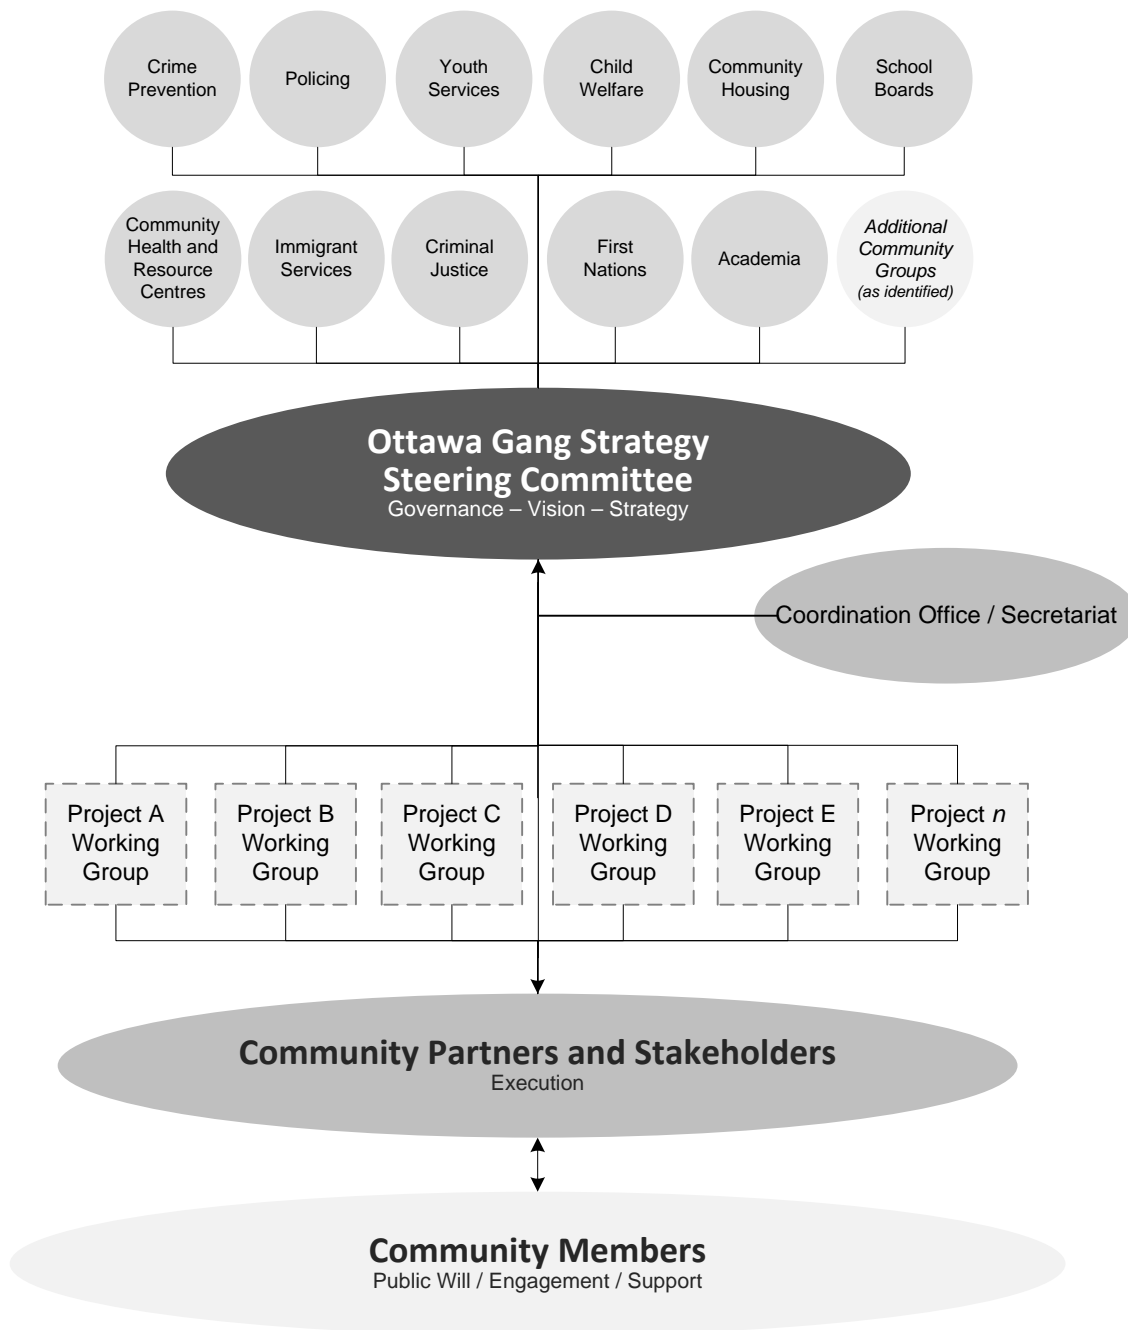 Crime
Prevention
Policing
Youth
Services
Child
Welfare
Community
Housing
School
Boards
Community
Health and
Resource
Centres
Immigrant
Services
Criminal
Justice
First
Nations
Academia
Additional
Community
Groups
(as identified)
Ottawa Gang Strategy
Steering Committee
Governance – Vision – Strategy
Coordination Office / Secretariat
Project A
Working
Group
Project B
Working
Group
Project C
Working
Group
Project D
Working
Group
Project E
Working
Group
Project n
Working
Group
Community Partners and Stakeholders
Execution
Community Members
Public Will / Engagement / Support